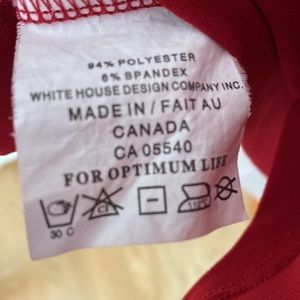 94% POLYESTER
6% SPANDEX
WHITE HOUSE DESIGN COMPANY INC.
MADE IN / FAIT AU
CANADA
CA 05540
FOR OPTIMUM LIFE
30 C
110°C